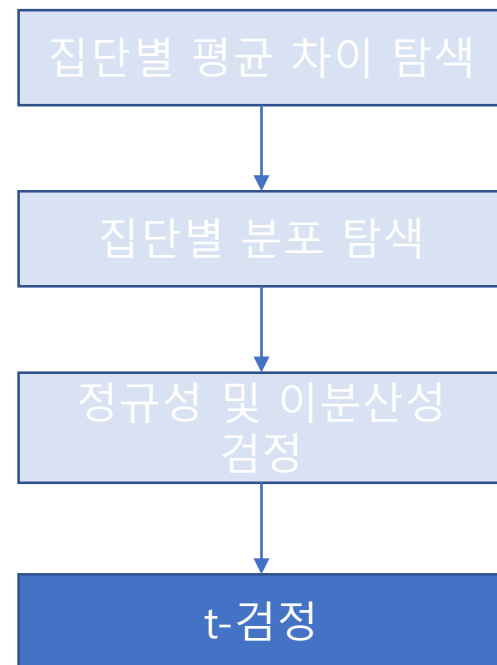 집단별 평균 차이 탐색
집단별 분포 탐색
정규성 및 이분산성
검정
t-검정